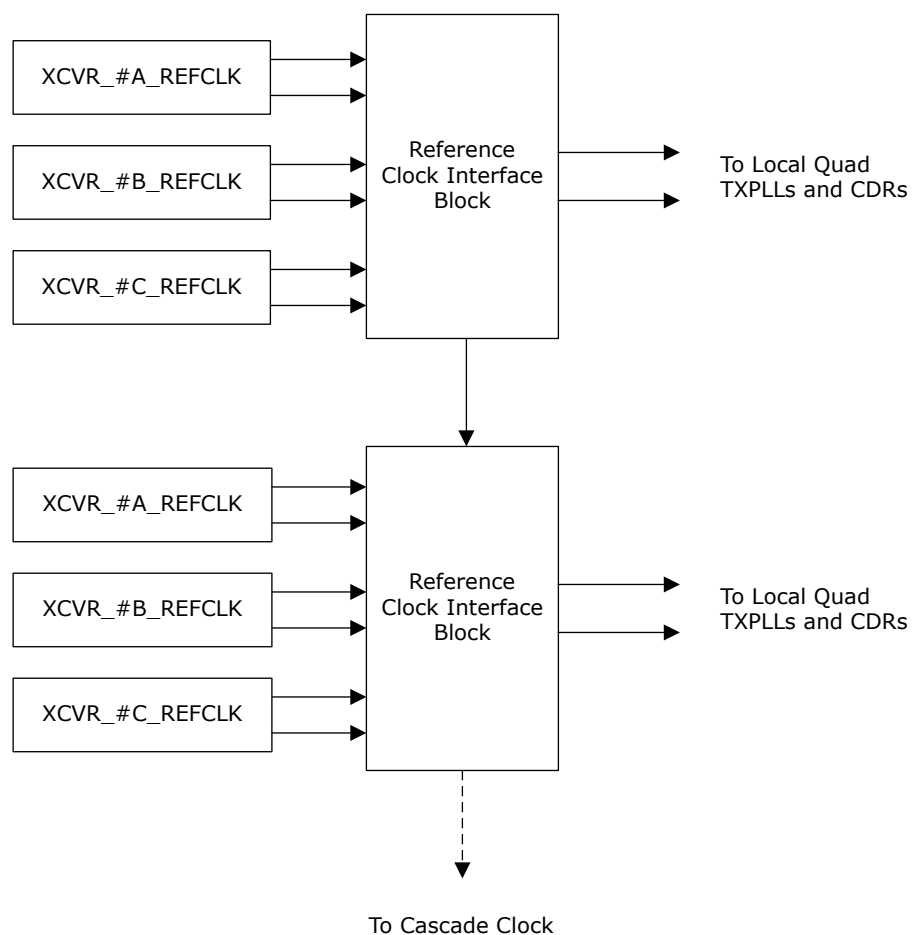 XCVR_#A_REFCLK
XCVR_#B_REFCLK
XCVR_#C_REFCLK
Reference
Clock Interface
Block
To Local Quad
TXPLLs and CDRs
XCVR_#A_REFCLK
XCVR_#B_REFCLK
XCVR_#C_REFCLK
Reference
Clock Interface
Block
To Local Quad
TXPLLs and CDRs
To Cascade Clock